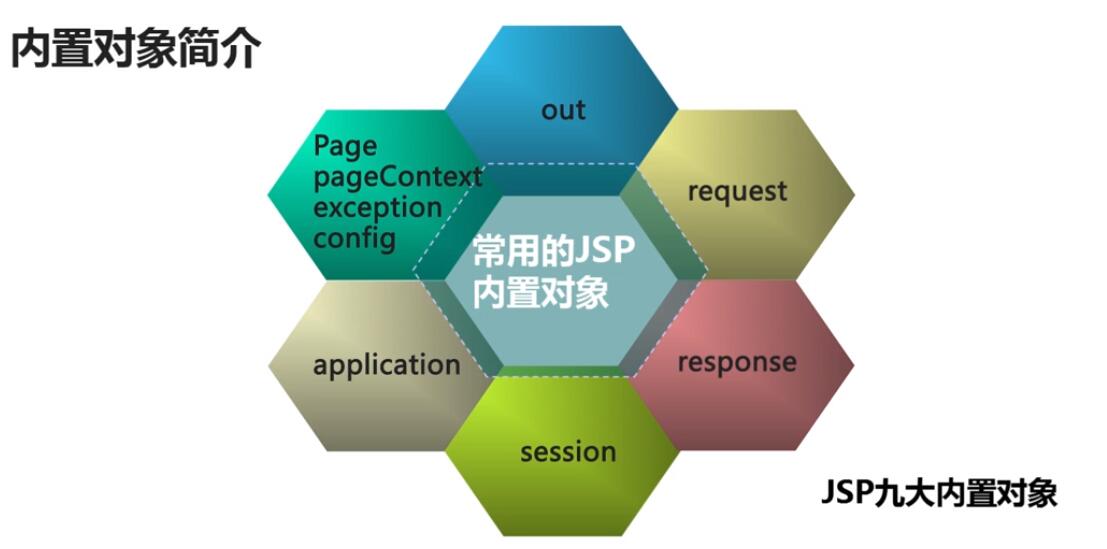 内置对象简介
out
Page
pageContext
exception
config
request
常用的JSP
内置对象
application
response
session
JSP九大内置对象